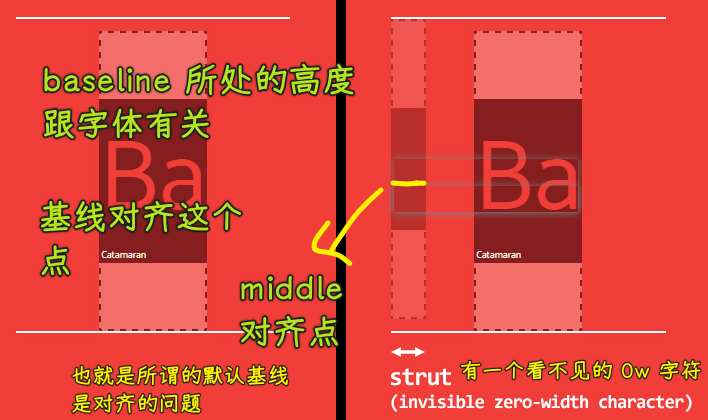 baseline 所处的高度
跟字体有关
Ba
基线对齐这个
点
Catamaran
middle
对齐点
也就是所谓的默认基线
是对齐的问题
Ba
Catamaran
strut 有一个看不见的 0w 字符
(invisible zero-width character)